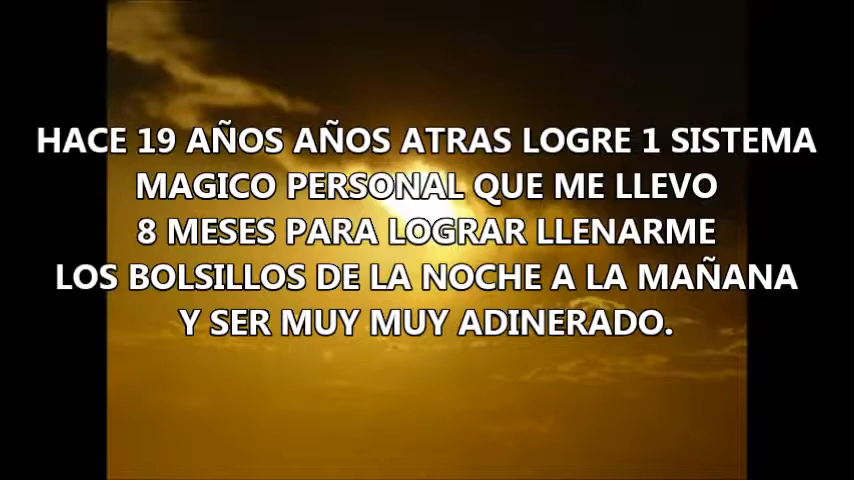 HACE 19 AÑOS AÑOS ATRAS LOGRE 1 SISTEMA
MAGICO PERSONAL QUE ME LLEVO
8 MESES PARA LOGRAR LLENARME
LOS BOLSILLOS DE LA NOCHE A LA MAÑANA
Y SER MUY MUY ADINERADO.